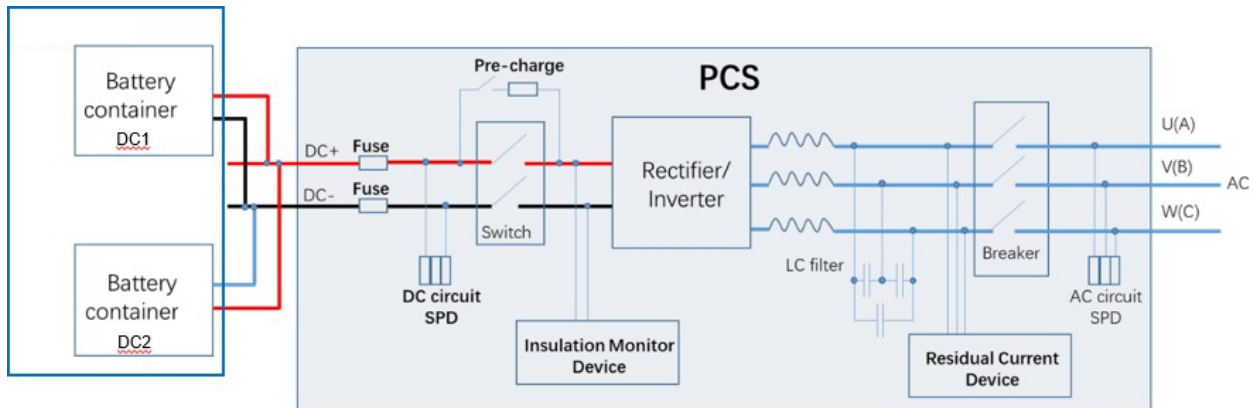 PCS
Battery
container
DC1
Battery
container
DC2
DC+
DC-
Fuse
Fuse
Pre-charge
Switch
DC circuit
SPD
Insulation Monitor
Device
Rectifier/
Inverter
LC filter
Residual Current
Device
Breaker
AC circuit
SPD
U(A)
V(B)
W(C)
AC